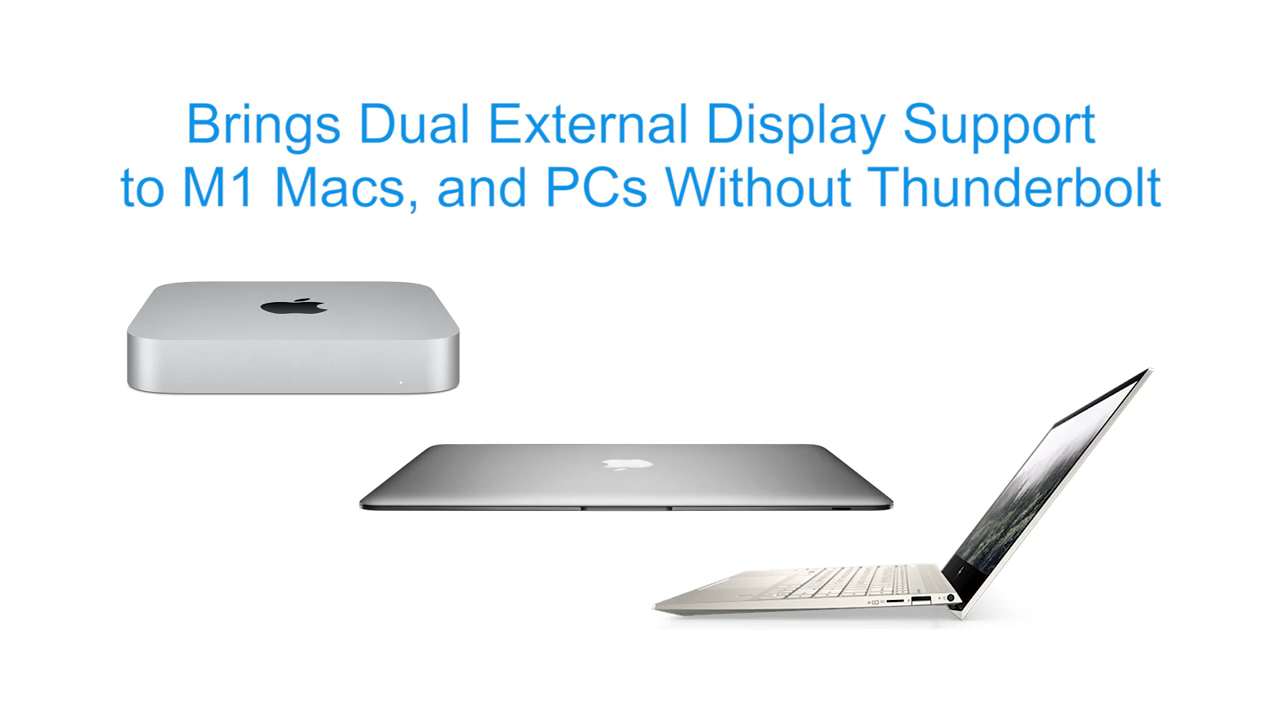 Brings Dual External Display Support
to M1 Macs, and PCs Without Thunderbolt